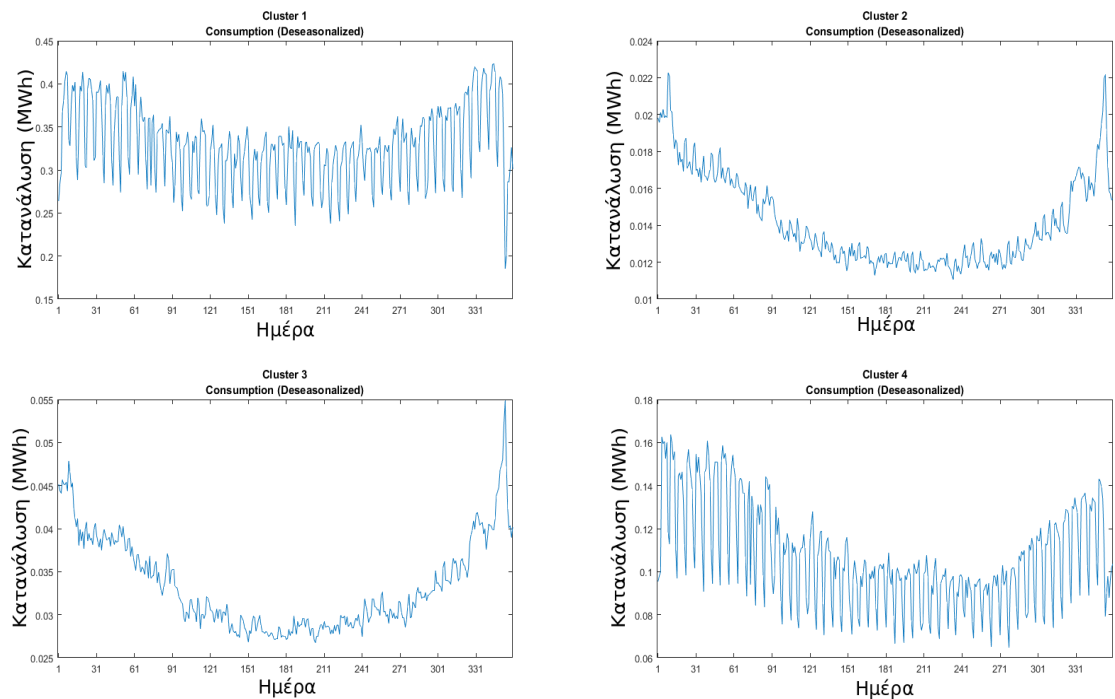 Cluster 1
Consumption (Deseasonalized)
Κατανάλωση (MWh)
0.45
0.4
0.35
0.3
0.25
0.2
0.15
1 31 61 91 121 151 181 211 241 271 301 331
Ημέρα
Cluster 2
Consumption (Deseasonalized)
Κατανάλωση (MWh)
0.024
0.022
0.02
0.018
0.016
0.014
0.012
0.01
1 31 61 91 121 151 181 211 241 271 301 331
Ημέρα
Cluster 3
Consumption (Deseasonalized)
Κατανάλωση (MWh)
0.055
0.05
0.045
0.04
0.035
0.03
0.025
1 31 61 91 121 151 181 211 241 271 301 331
Ημέρα
Cluster 4
Consumption (Deseasonalized)
Κατανάλωση (MWh)
0.18
0.16
0.14
0.12
0.1
0.08
0.06
1 31 61 91 121 151 181 211 241 271 301 331
Ημέρα